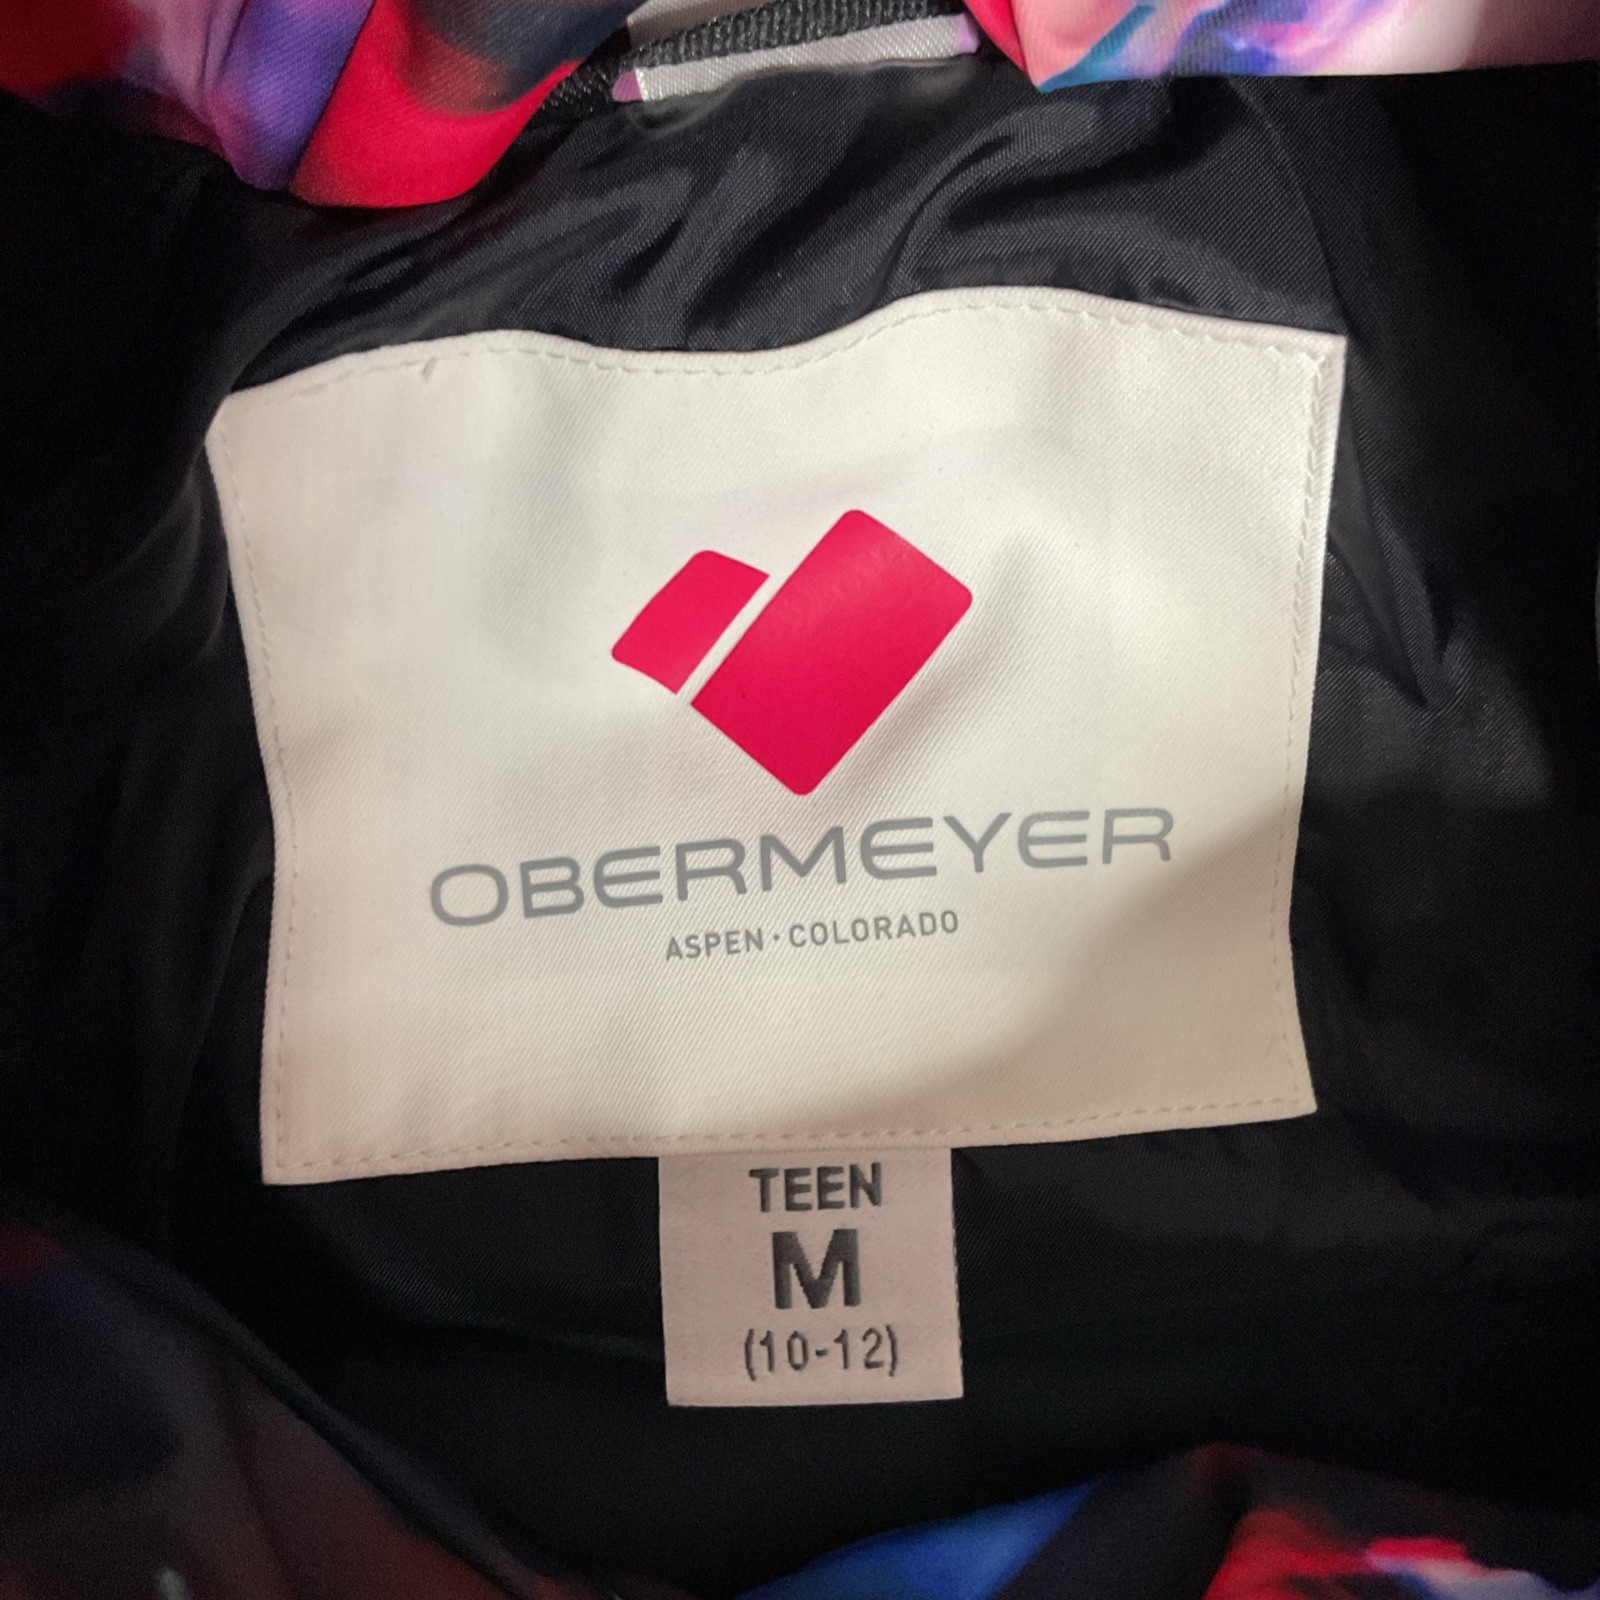 OBERMEYER
ASPEN · COLORADO
TEEN
M
(10-12)